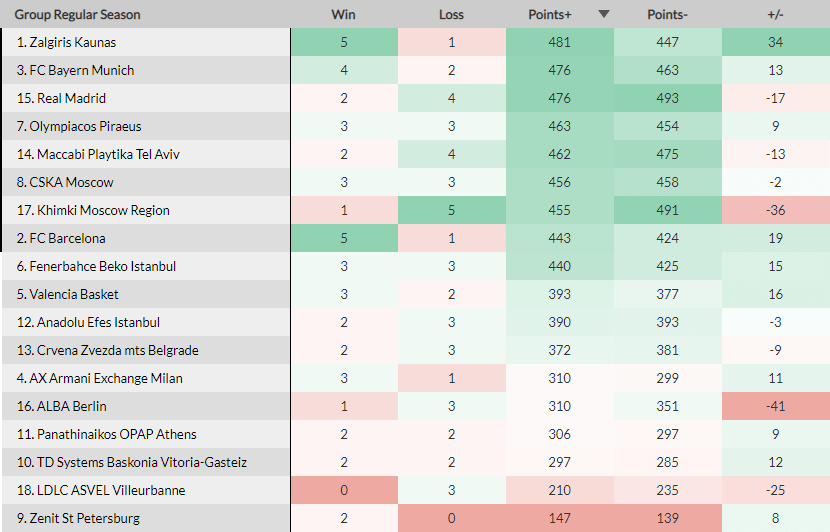 Group Regular Season Win Loss Points+ Points- +/-
1. Zalgiris Kaunas 5 1 481 447 34
3. FC Bayern Munich 4 2 476 463 13
15. Real Madrid 2 4 476 493 -17
7. Olympiacos Piraeus 3 3 463 454 9
14. Maccabi Playtika Tel Aviv 2 4 462 475 -13
8. CSKA Moscow 3 3 456 458 -2
17. Khimki Moscow Region 1 5 455 491 -36
2. FC Barcelona 5 1 443 424 19
6. Fenerbahce Beko Istanbul 3 3 440 425 15
5. Valencia Basket 3 2 393 377 16
12. Anadolu Efes Istanbul 2 3 390 393 -3
13. Crvena Zvezda mts Belgrade 2 3 372 381 -9
4. AX Armani Exchange Milan 3 1 310 299 11
16. ALBA Berlin 1 3 310 351 -41
11. Panathinaikos OPAP Athens 2 2 306 297 9
10. TD Systems Baskonia Vitoria-Gasteiz 2 2 297 285 12
18. LDLC ASVEL Villeurbanne 0 3 210 235 -25
9. Zenit St Petersburg 2 0 147 139 8